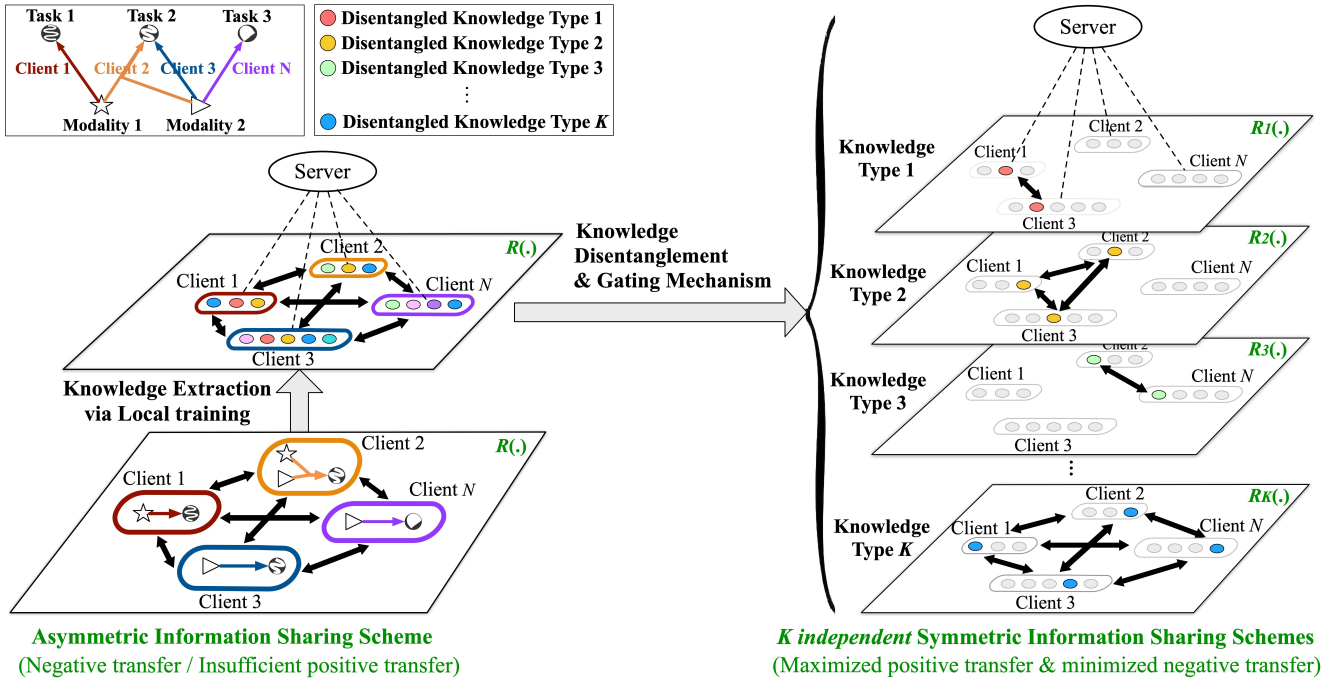 Task 1 Task 2 Task 3
Client 1 Client 2 Client 3 Client N
Modality 1 Modality 2
Disentangled Knowledge Type 1
Disentangled Knowledge Type 2
Disentangled Knowledge Type 3
⋮
Disentangled Knowledge Type K
Server
R(.)
Client 2
Client 1
Client N
Client 3
Knowledge Extraction
via Local training
R(.)
Client 2
Client 1
Client N
Client 3
Asymmetric Information Sharing Scheme
(Negative transfer / Insufficient positive transfer)
Knowledge
Disentanglement
& Gating Mechanism
Server
Knowledge
Type 1
R1(.)
Client 2
Client 1
Client N
Client 3
Knowledge
Type 2
R2(.)
Client 2
Client 1
Client N
Client 3
Knowledge
Type 3
R3(.)
Client 2
Client 1
Client N
Client 3
⋮
Knowledge
Type K
RK(.)
Client 2
Client 1
Client N
Client 3
K independent Symmetric Information Sharing Schemes
(Maximized positive transfer & minimized negative transfer)